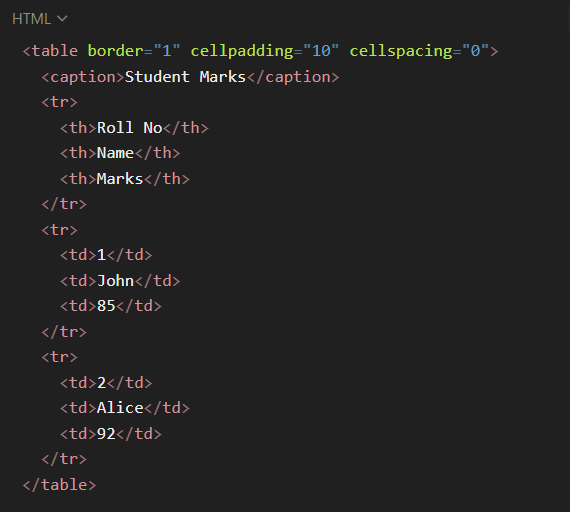 HTML
<table border="1" cellpadding="10" cellspacing="0">
  <caption>Student Marks</caption>
  <tr>
    <th>Roll No</th>
    <th>Name</th>
    <th>Marks</th>
  </tr>
  <tr>
    <td>1</td>
    <td>John</td>
    <td>85</td>
  </tr>
  <tr>
    <td>2</td>
    <td>Alice</td>
    <td>92</td>
  </tr>
</table>